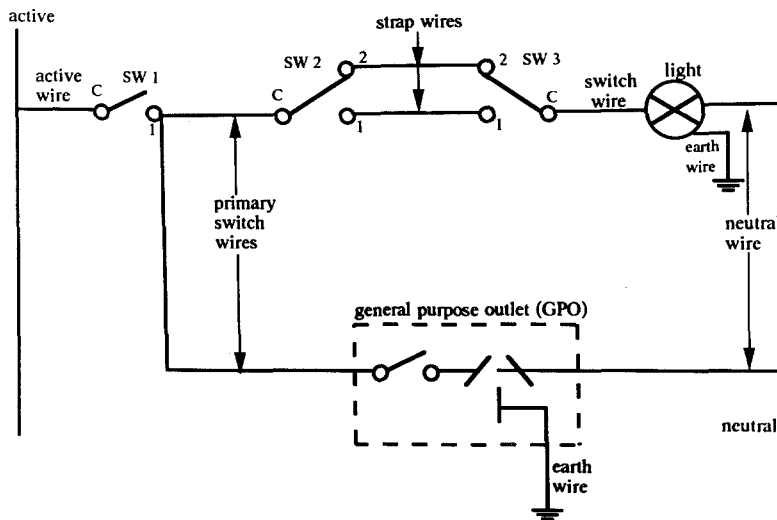 active
strap wires
active
wire
C
SW 1
1
SW 2
2
C
1
2
SW 3
1
C
switch
wire
light
earth
wire
primary
switch
wires
neutral
wire
general purpose outlet (GPO)
neutral
earth
wire